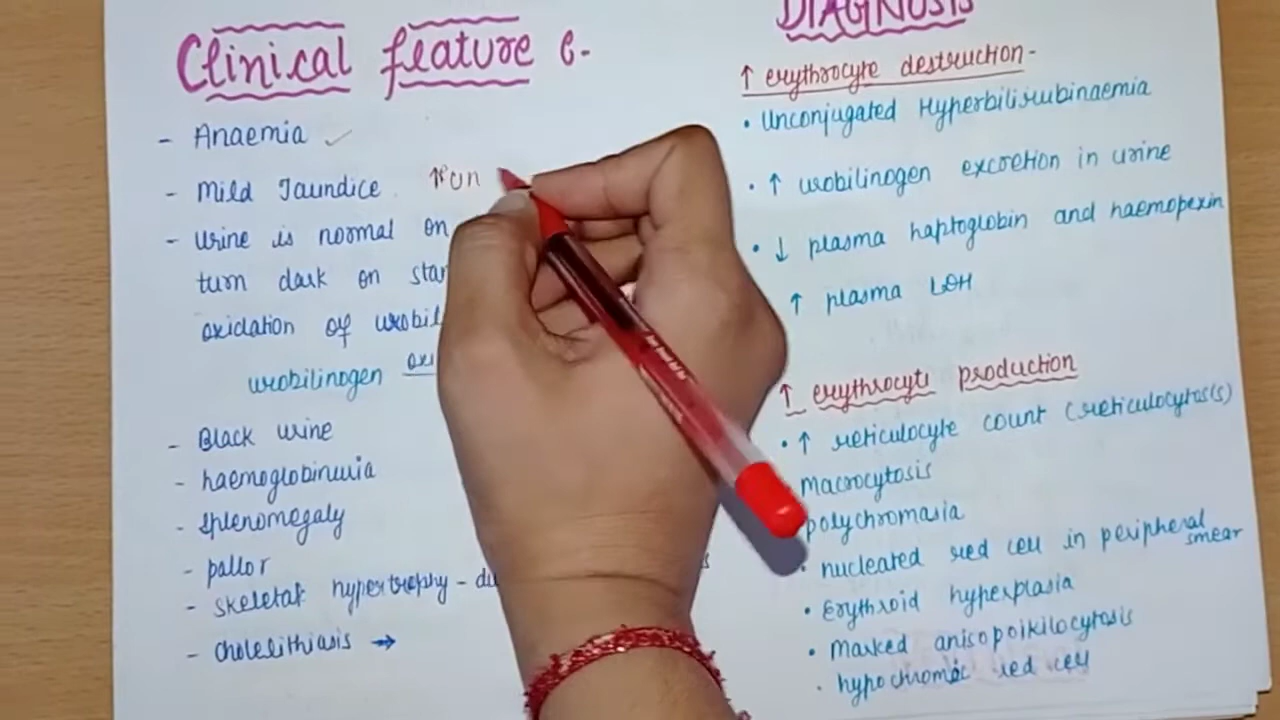 Clinical feature :-
- Anaemia ✓
- Mild Jaundice ↑ un
- Urine is normal on
turn dark on
oxidation of
urobilinogen
- Black urine
- haemoglobinuria
- Splenomegaly
- pallor
- skeletal hypertrophy -
- cholelithiasis →
DIAGNOSIS
↑ erythrocyte destruction -
• Unconjugated Hyperbilirubinaemia
• ↑ urobilinogen excretion in urine
• ↓ plasma haptoglobin and haemopexin
↑ plasma LDH
↑ erythrocyte production
• ↑ reticulocyte count (reticulocytosis)
Macrocytosis
polychromasia
• nucleated red cell in peripheral
smear
• Erythroid hyperplasia
• Marked anisopoikilocytosis
• hypochromic red cell